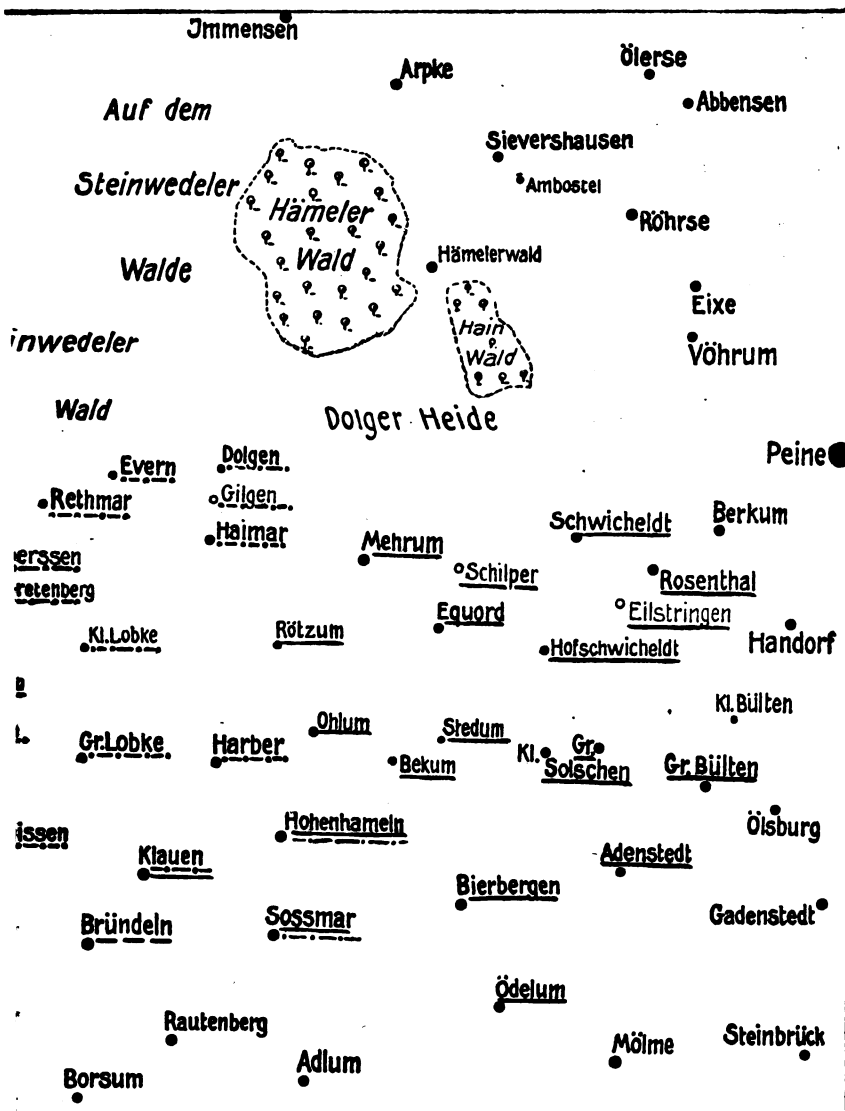 Immensen
Arpke
Ölerse
Abbensen
Auf dem
Sievershausen
Steinwedeler
Ambostel
Hämeler
Röhrse
Wald
Hämelerwald
Walde
Eixe
Hain
inwedeler
Wald
Vöhrum
Wald
Dolger Heide
Peine
Dolgen
Evern
Gilgen
Rethmar
Berkum
Schwicheldt
Haimar
Mehrum
erssen
Schilper
Rosenthal
retenberg
Equord
Eilstringen
Kl. Lobke
Rötzum
Hofschwicheldt
Handorf
Kl. Bülten
Ohlum
Stedum
Gr. Lobke
Harber
Kl.
Gr.
Bekum
Solschen
Gr. Bülten
Hohenhameln
Ölsburg
issen
Klauen
Adenstedt
Bierbergen
Gadenstedt
Bründeln
Sossmar
Ödelum
Rautenberg
Steinbrück
Mölme
Adlum
Borsum